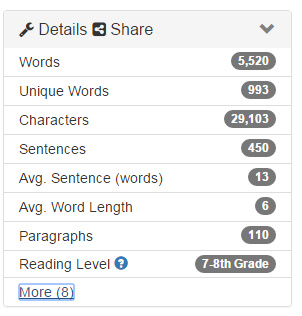 Details Share
Words 5,520
Unique Words 993
Characters 29,103
Sentences 450
Avg. Sentence (words) 13
Avg. Word Length 6
Paragraphs 110
Reading Level ? 7-8th Grade
More (8)